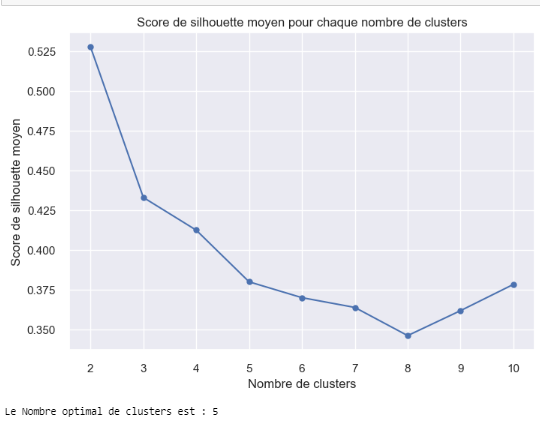 Score de silhouette moyen pour chaque nombre de clusters
0.525
0.500
0.475
0.450
0.425
0.400
0.375
0.350
Score de silhouette moyen
2 3 4 5 6 7 8 9 10
Nombre de clusters
Le Nombre optimal de clusters est : 5